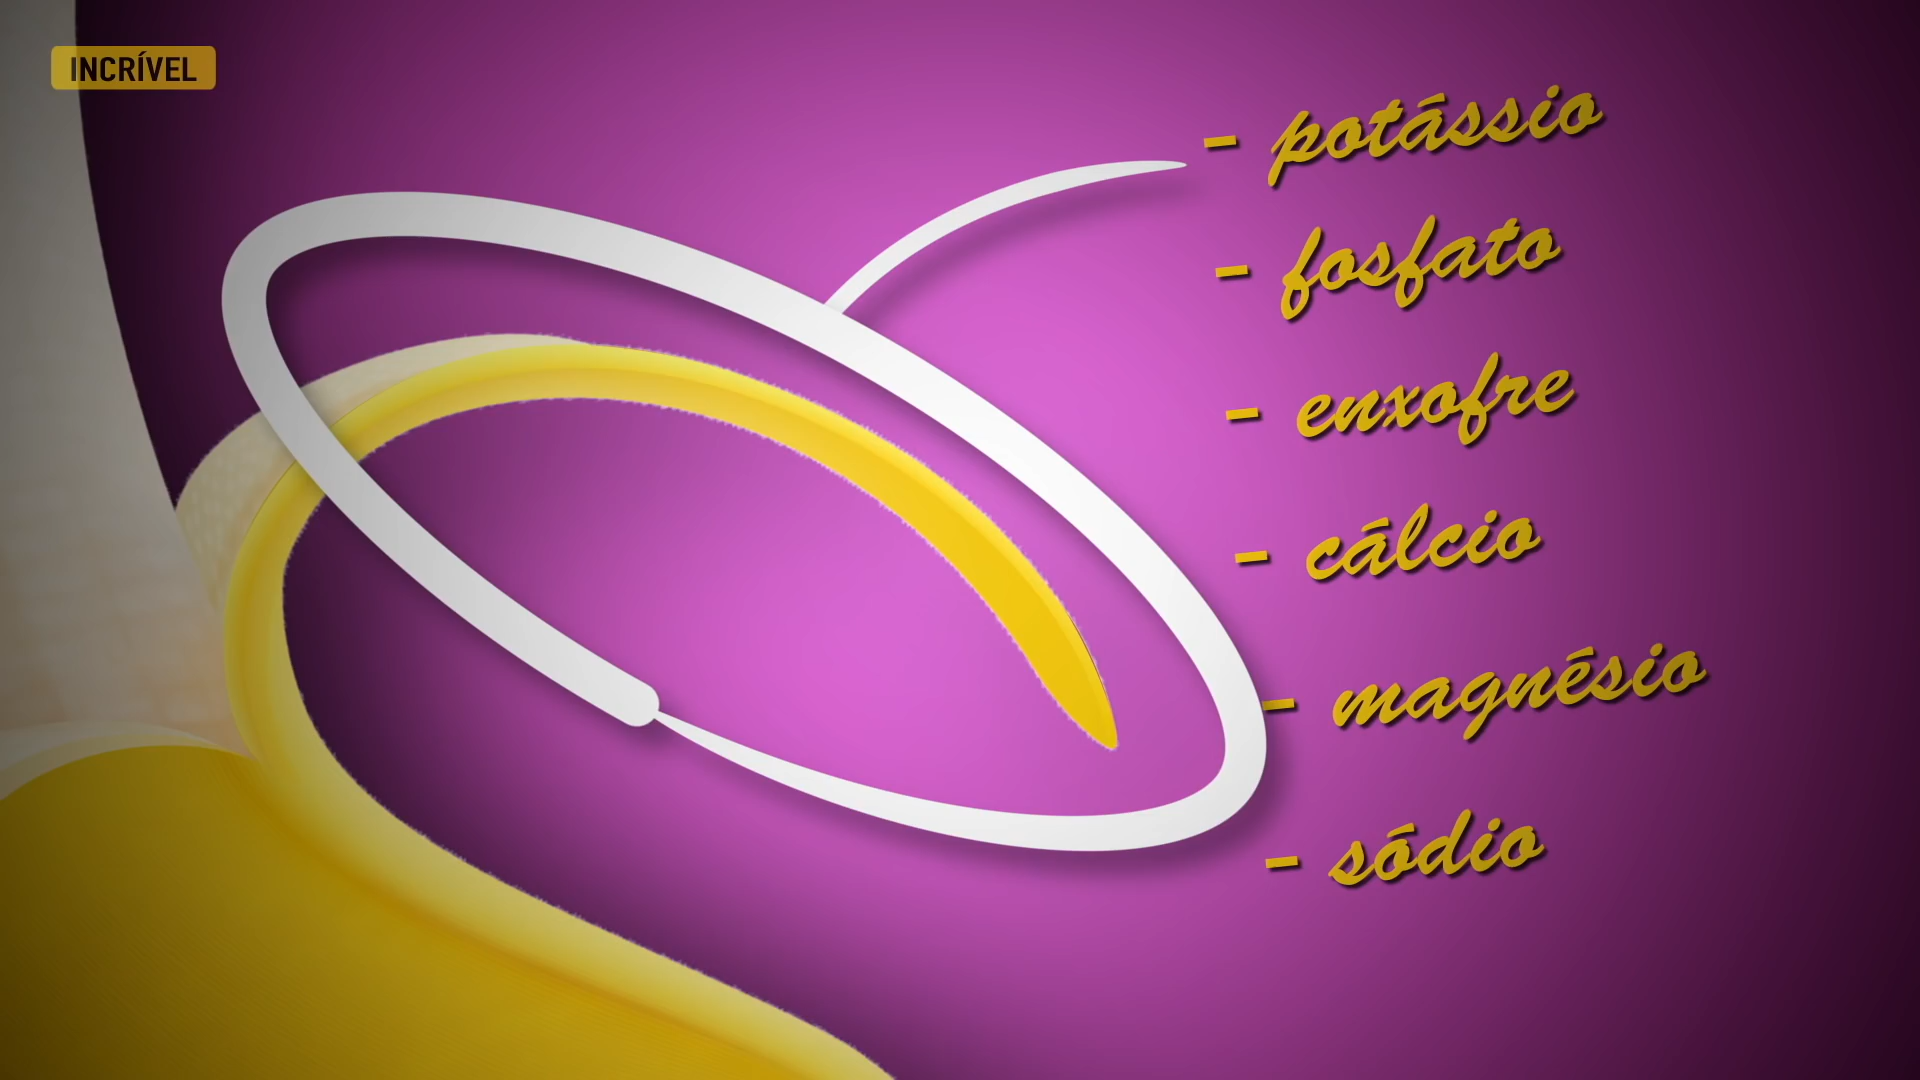 INCRÍVEL
- potássio
- fosfato
- enxofre
- cálcio
- magnésio
- sódio